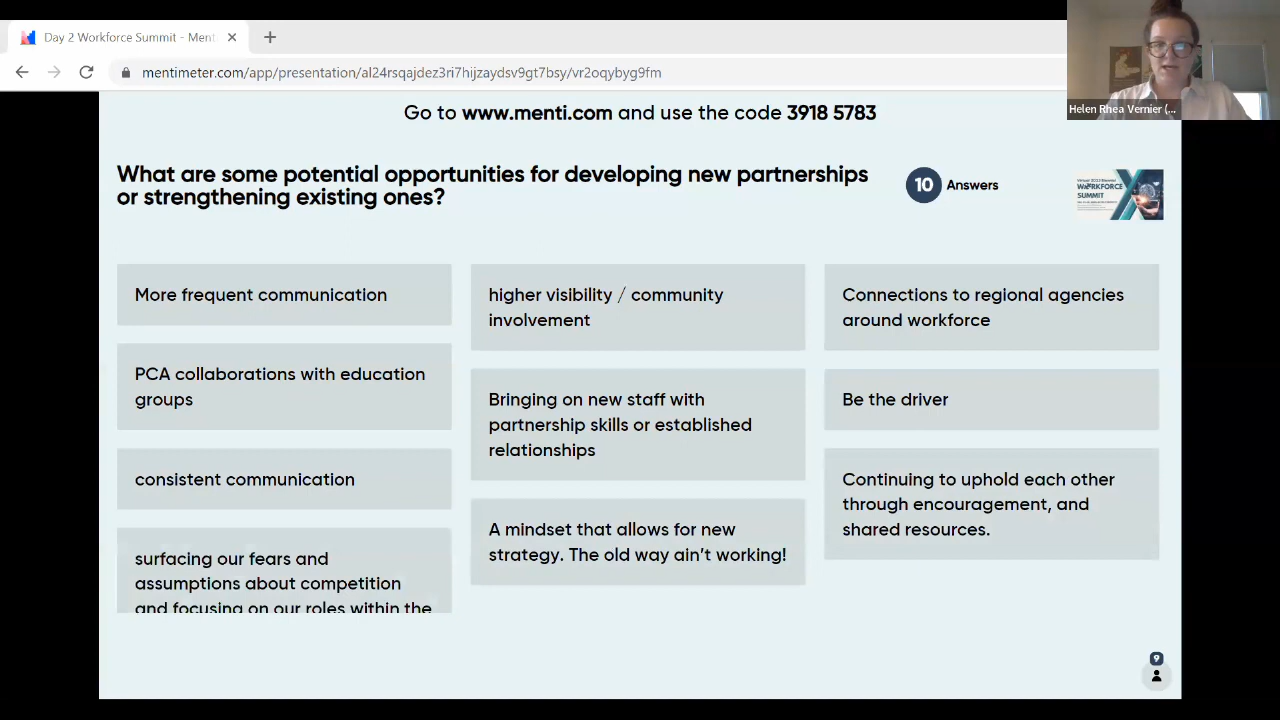 Day 2 Workforce Summit - Ment
mentimeter.com/app/presentation/al24rsqajdez3ri7hijzaydsv9gt7bsy/vr2oqybyg9fm
Helen Rhea Vernier (...
Go to www.menti.com and use the code 3918 5783
What are some potential opportunities for developing new partnerships
or strengthening existing ones?
10 Answers
WORKFORCE
SUMMIT
More frequent communication
PCA collaborations with education
groups
consistent communication
surfacing our fears and
assumptions about competition
and focusing on our roles within the
higher visibility / community
involvement
Bringing on new staff with
partnership skills or established
relationships
A mindset that allows for new
strategy. The old way ain't working!
Connections to regional agencies
around workforce
Be the driver
Continuing to uphold each other
through encouragement, and
shared resources.
9